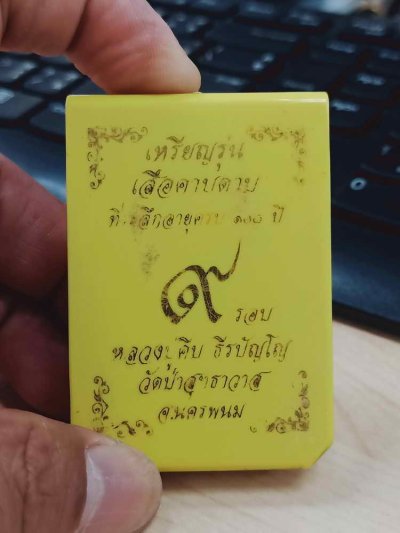 เหรียญรุ่น
เสือคาบดาบ
ที่ระลึกอายุครบ ๑๐๘ ปี
๙ รอบ
หลวงปู่คีบ ธีรปัญโญ
วัดป่าสุทธาวาส
จ.นครพนม